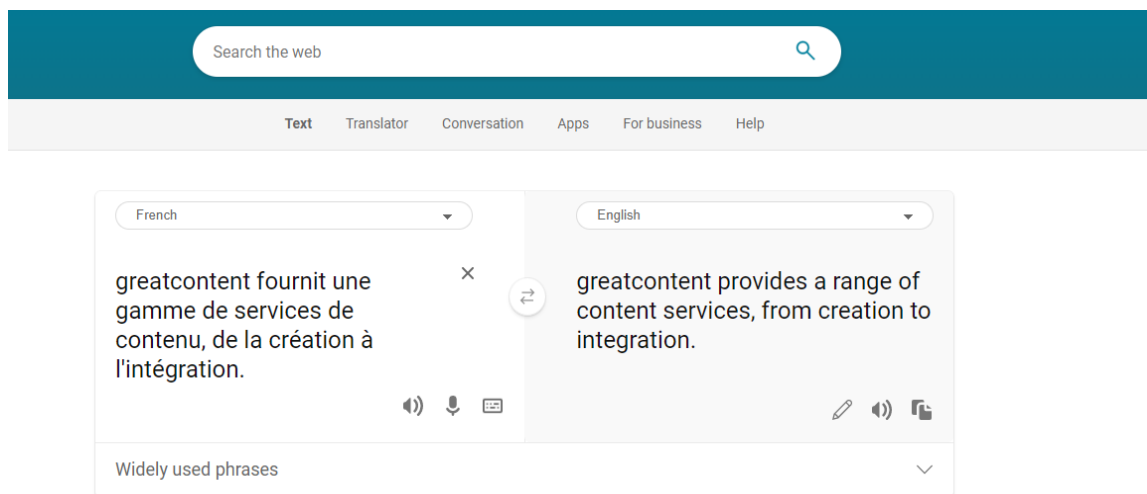 Search the web
Text Translator Conversation Apps For business Help
French
English
greatcontent fournit une
gamme de services de
contenu, de la création à
l'intégration.
greatcontent provides a range of
content services, from creation to
integration.
Widely used phrases